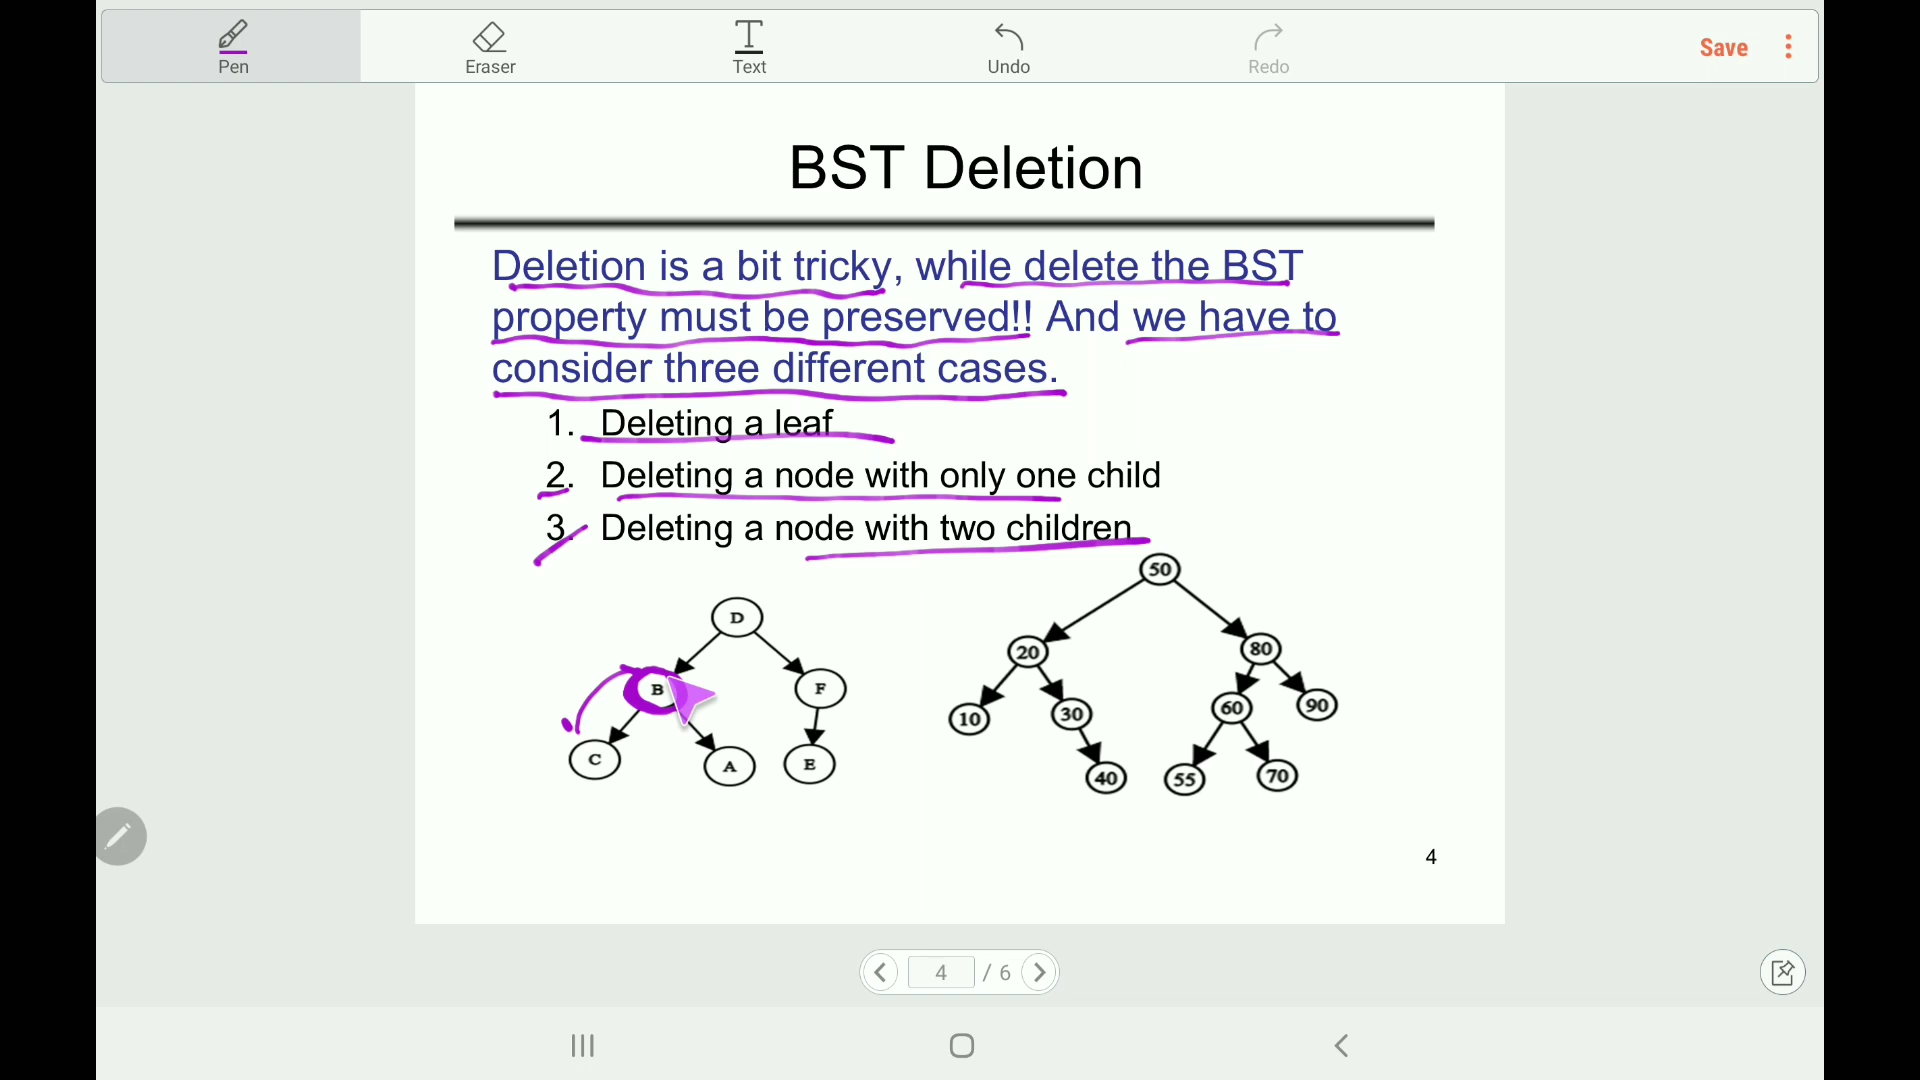 Pen
Eraser
Text
Undo
Redo
Save
BST Deletion
Deletion is a bit tricky, while delete the BST
property must be preserved!! And we have to
consider three different cases.
1. Deleting a leaf
2. Deleting a node with only one child
3. Deleting a node with two children
50
D
20
80
B
F
10
30
60
90
C
A
E
40
55
70
4
4 / 6